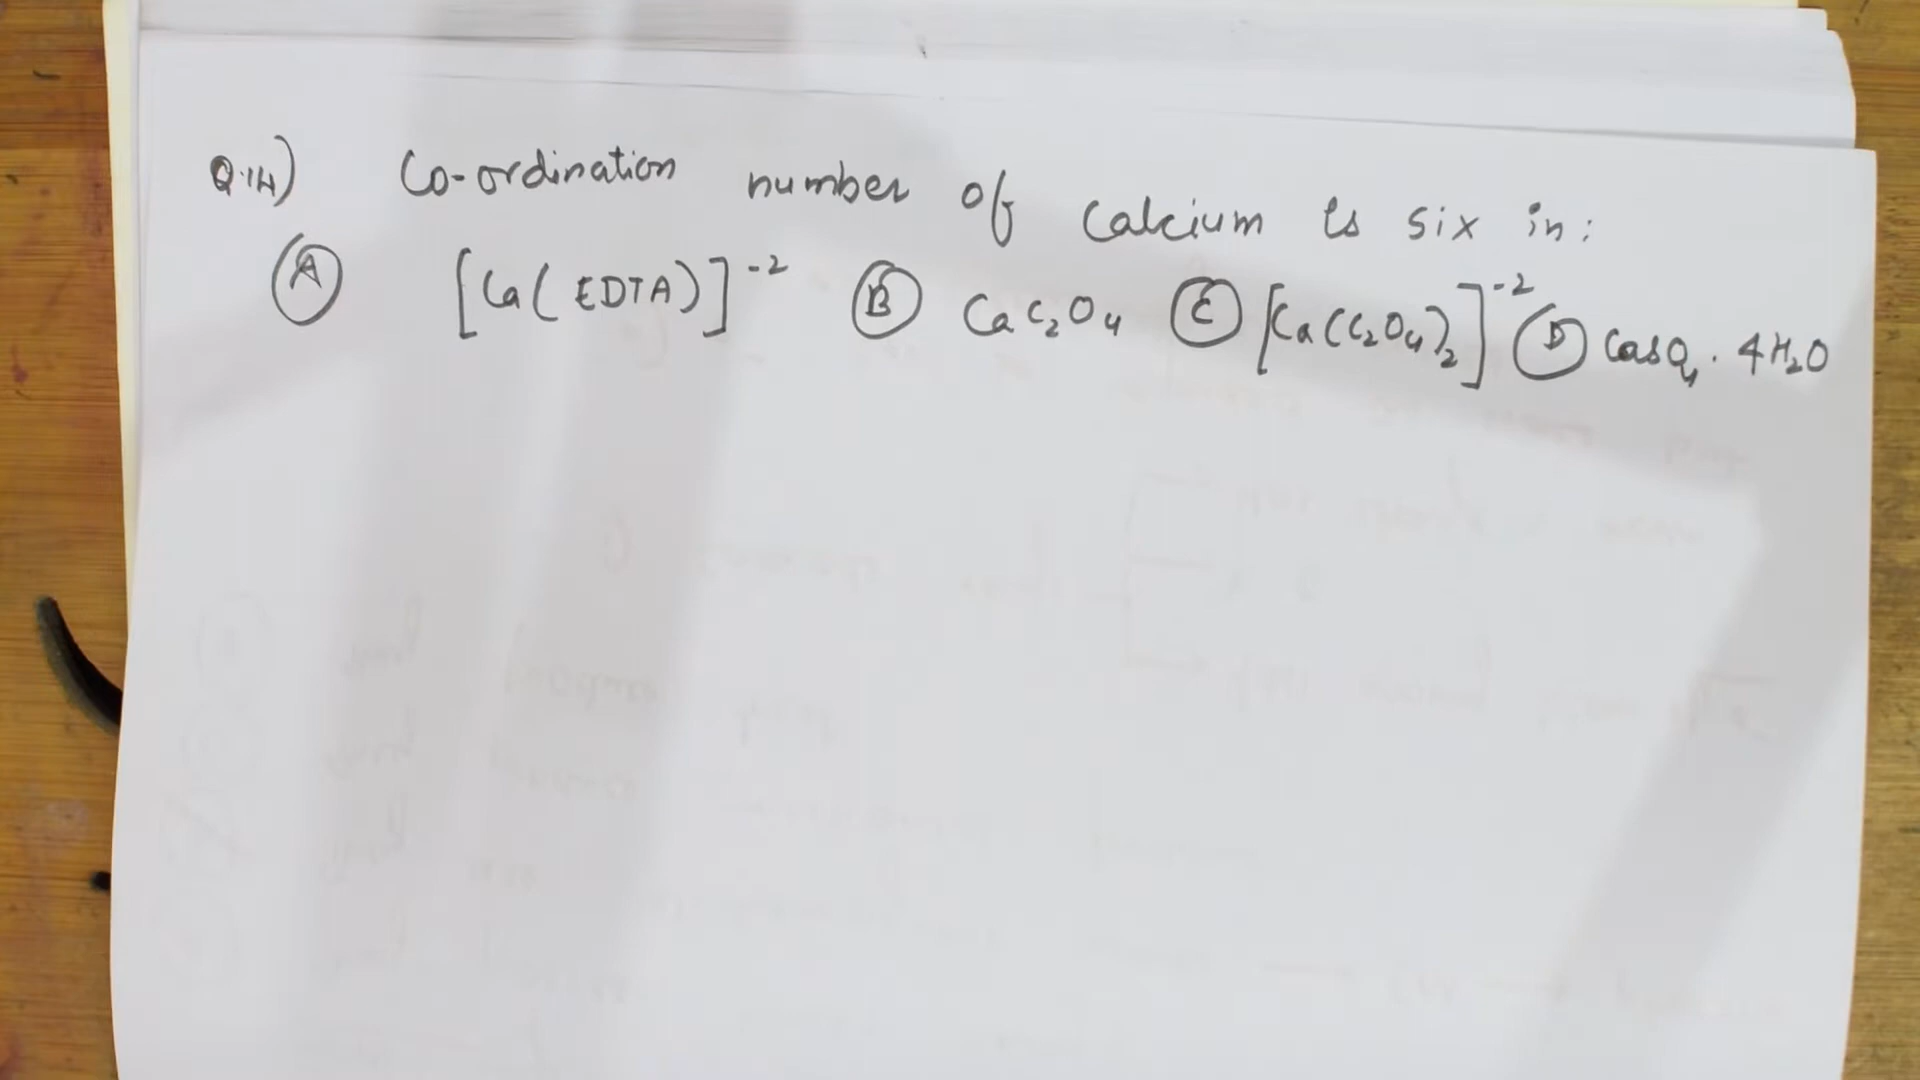 Q.14) Co-ordination number of calcium is six in:
(A) [Ca(EDTA)]⁻² (B) CaC₂O₄ (C) [Ca(C₂O₄)₂]⁻² (D) CaSO₄ . 4H₂O